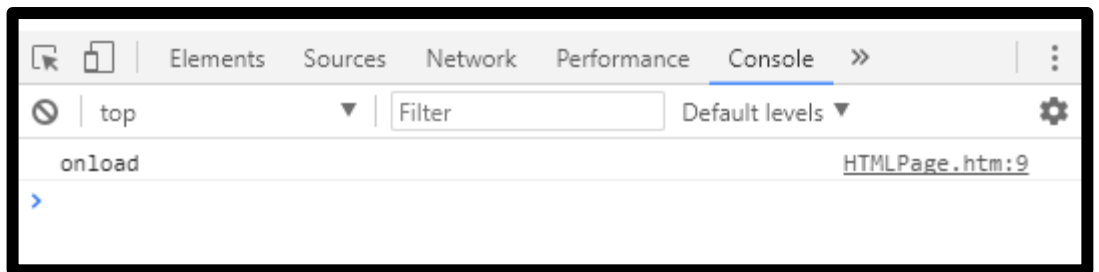 Elements Sources Network Performance Console »
top Filter Default levels
onload HTMLPage.htm:9
>